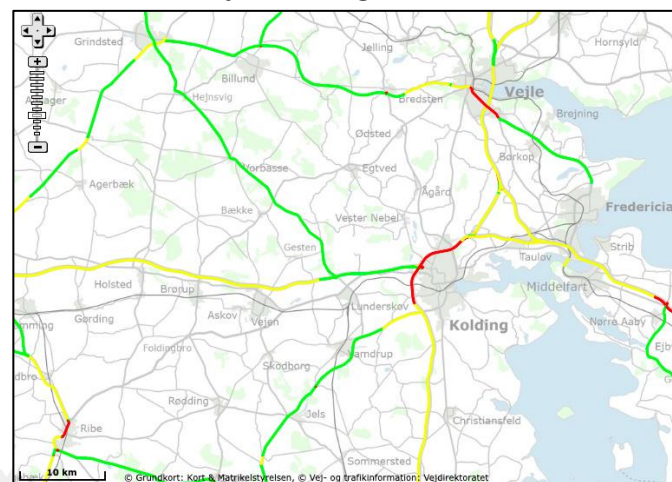 Grindsted
Jelling
Hornsyld
Billund
Vejle
Hejnsvig
Bredsten
Brejning
Ødsted
Børkop
Vorbasse
Egtved
Agerbæk
Ågård
Fredericia
Bække
Vester Nebel
Strib
Gesten
Taulov
Middelfart
Holsted
Brørup
Lunderskov
Nørre Aaby
Gørding
Askov
Vejen
Kolding
Foldingbro
Vamdrup
Skodborg
Rødding
Jels
Christiansfeld
Ribe
Sommersted
10 km
© Grundkort: Kort & Matrikelstyrelsen, © Vej- og trafikinformation: Vejdirektoratet